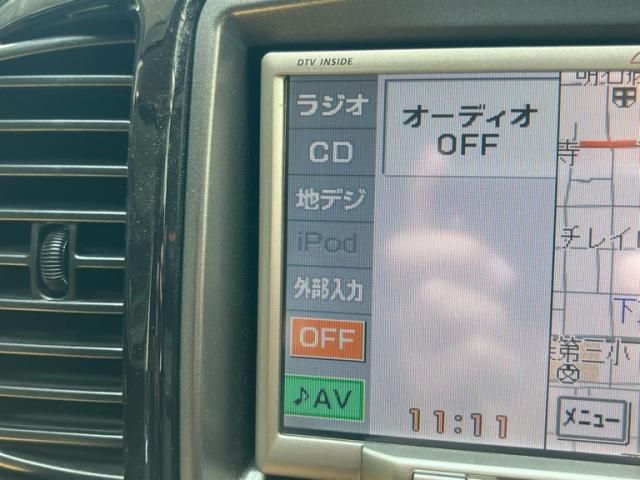 DTV INSIDE
ラジオ
CD
地デジ
iPod
外部入力
OFF
♪AV
オーディオ
OFF
11:11
寺
チレイ
下
第三小
メニュー